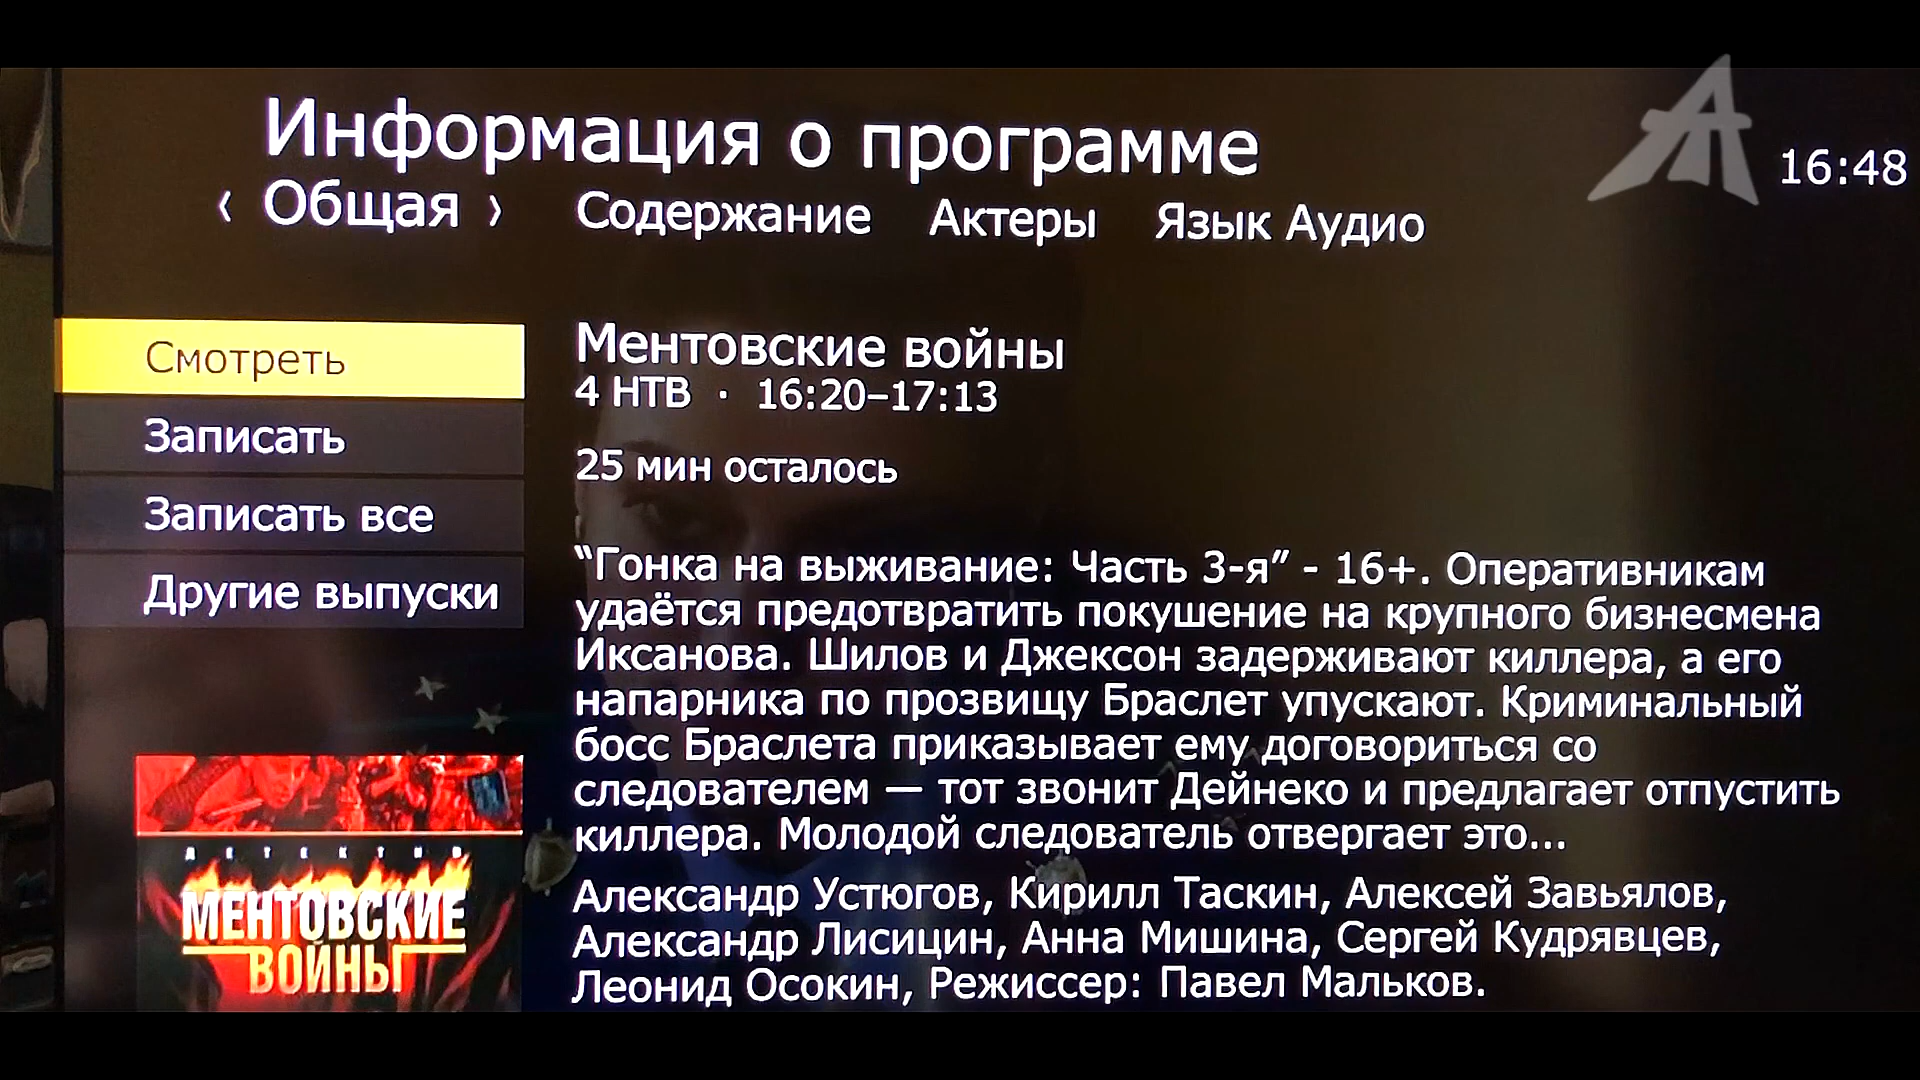 Информация о программе
16:48
‹ Общая › Содержание Актеры Язык Аудио
Смотреть
Записать
Записать все
Другие выпуски
Ментовские войны
4 НТВ · 16:20–17:13
25 мин осталось
“Гонка на выживание: Часть 3-я” - 16+. Оперативникам
удаётся предотвратить покушение на крупного бизнесмена
Иксанова. Шилов и Джексон задерживают киллера, а его
напарника по прозвищу Браслет упускают. Криминальный
босс Браслета приказывает ему договориться со
следователем — тот звонит Дейнеко и предлагает отпустить
киллера. Молодой следователь отвергает это...
Александр Устюгов, Кирилл Таскин, Алексей Завьялов,
Александр Лисицин, Анна Мишина, Сергей Кудрявцев,
Леонид Осокин, Режиссер: Павел Мальков.
ДЕТЕКТИВ
МЕНТОВСКИЕ
ВОЙНЫ